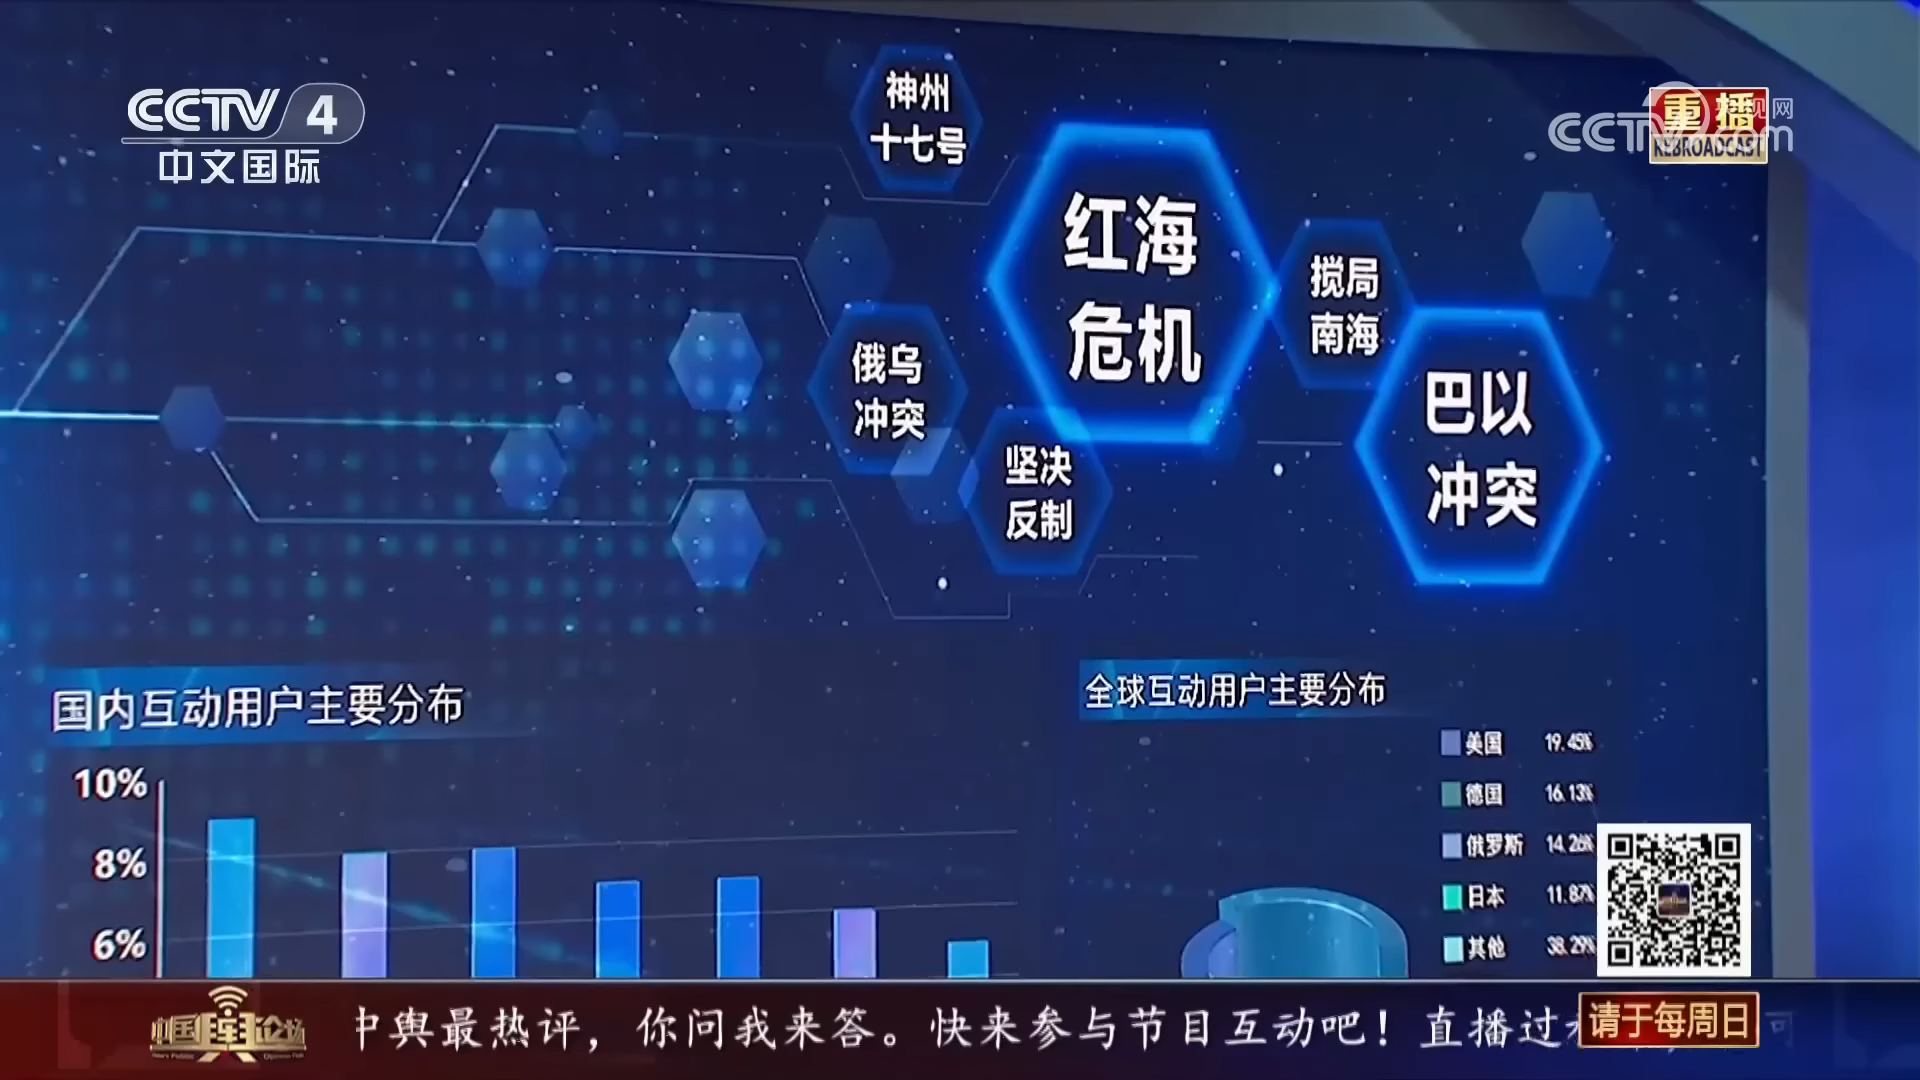 CCTV 4
中文国际
重播
REBROADCAST
CCTV
com
神州
十七号
红海
危机
搅局
南海
俄乌
冲突
巴以
冲突
坚决
反制
国内互动用户主要分布
10%
8%
6%
全球互动用户主要分布
美国 19.45%
德国 16.13%
俄罗斯 14.26%
日本 11.87%
其他 38.29%
中国舆论场
中舆最热评，你问我来答。快来参与节目互动吧！直播过
请于每周日
可